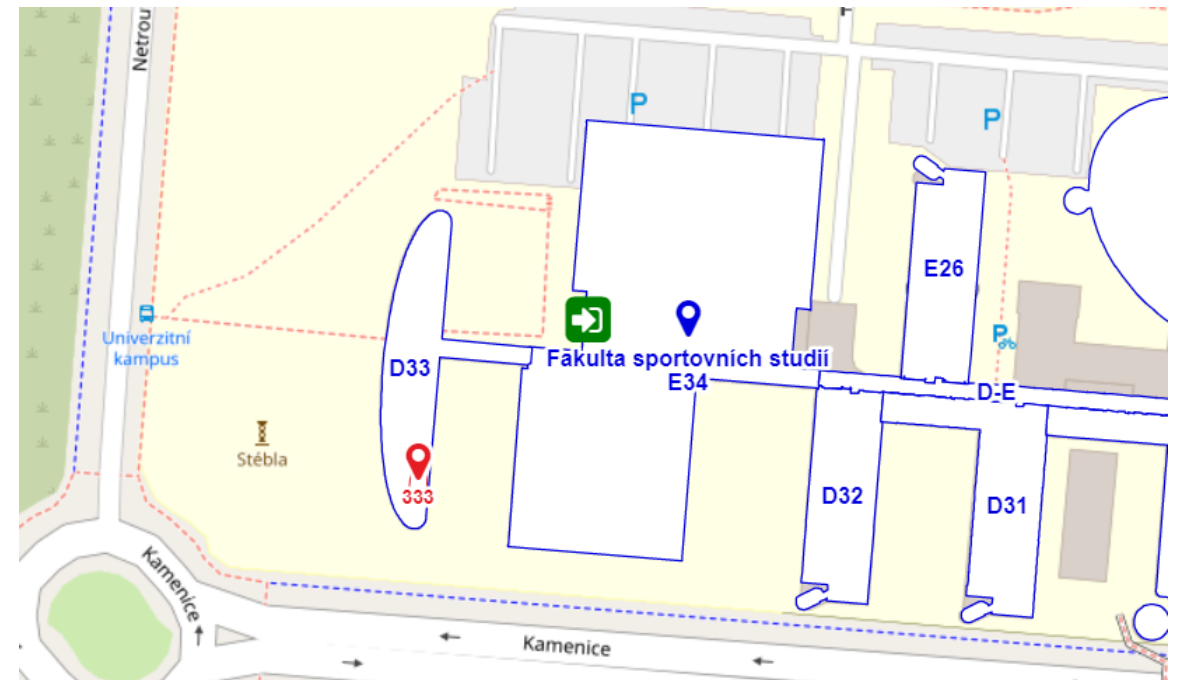 Netrou
P
P
E26
Univerzitní
kampus
D33
Fakulta sportovních studií
E34
D-E
P
Stébla
333
D32
D31
Kamenice
Kamenice